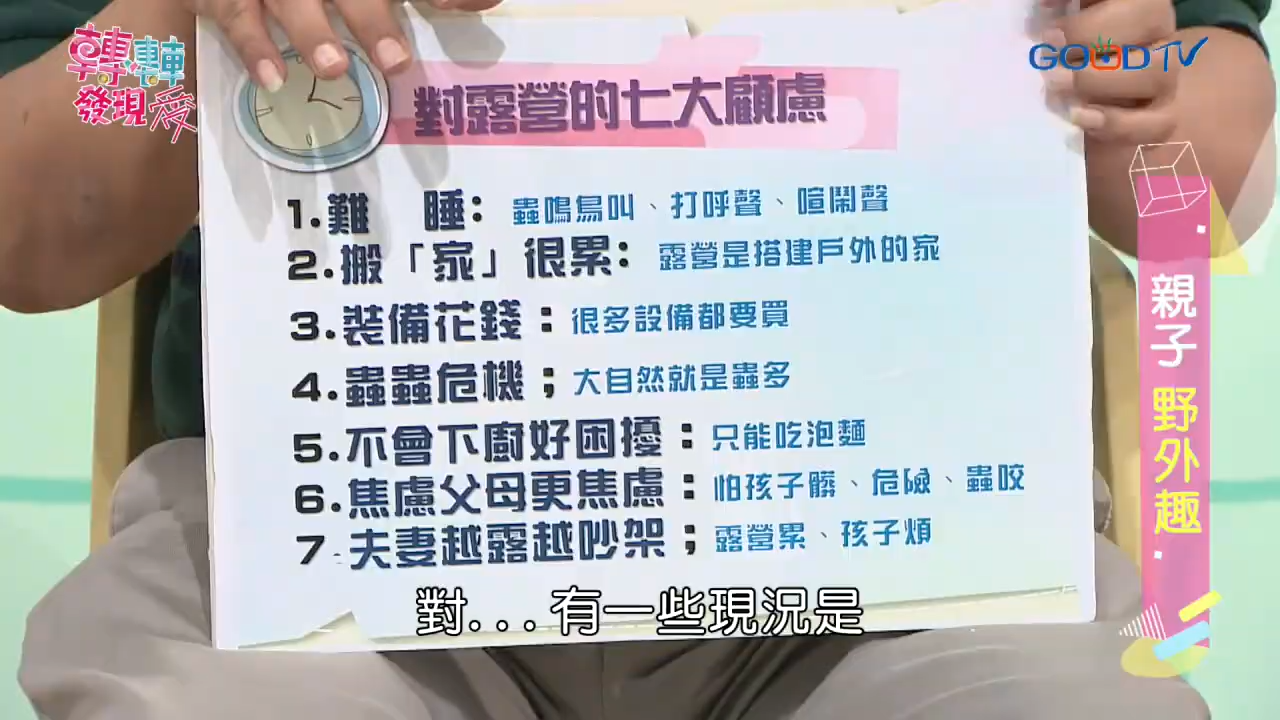 轉轉
發現愛
GOODTV
對露營的七大顧慮
1.難 睡：蟲鳴鳥叫、打呼聲、喧鬧聲
2.搬「家」很累：露營是搭建戶外的家
3.裝備花錢：很多設備都要買
4.蟲蟲危機；大自然就是蟲多
5.不會下廚好困擾：只能吃泡麵
6.焦慮父母更焦慮：怕孩子髒、危險、蟲咬
7.夫妻越露越吵架；露營累、孩子煩
親子 野外趣
對...有一些現況是